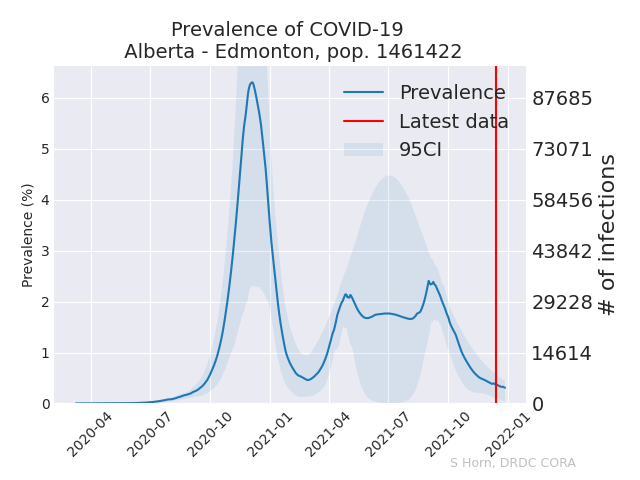 Prevalence of COVID-19
Alberta - Edmonton, pop. 1461422
Prevalence
Latest data
95CI
Prevalence (%)
6
5
4
3
2
1
0
87685
73071
58456
43842
29228
14614
0
# of infections
2020-04
2020-07
2020-10
2021-01
2021-04
2021-07
2021-10
2022-01
S Horn, DRDC CORA